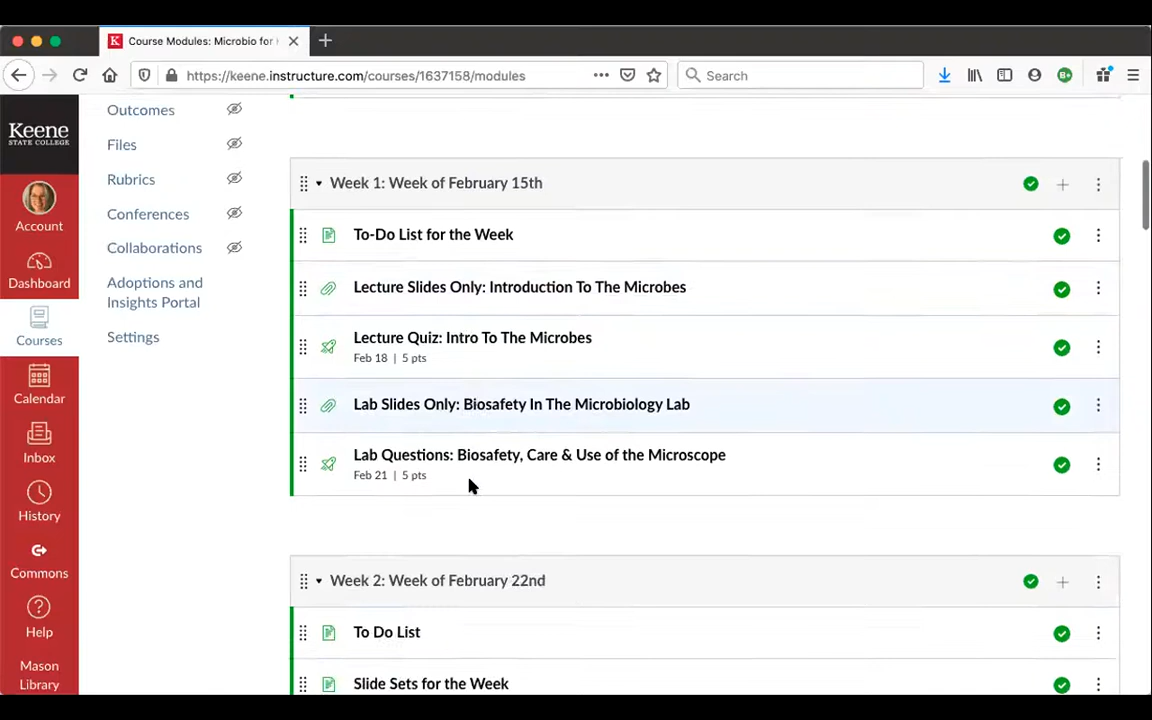 Course Modules: Microbio for
https://keene.instructure.com/courses/1637158/modules
Search
Keene
STATE COLLEGE
Account
Dashboard
Courses
Calendar
Inbox
History
Commons
Help
Mason
Library
Outcomes
Files
Rubrics
Conferences
Collaborations
Adoptions and
Insights Portal
Settings
Week 1: Week of February 15th
To-Do List for the Week
Lecture Slides Only: Introduction To The Microbes
Lecture Quiz: Intro To The Microbes
Feb 18 | 5 pts
Lab Slides Only: Biosafety In The Microbiology Lab
Lab Questions: Biosafety, Care & Use of the Microscope
Feb 21 | 5 pts
Week 2: Week of February 22nd
To Do List
Slide Sets for the Week